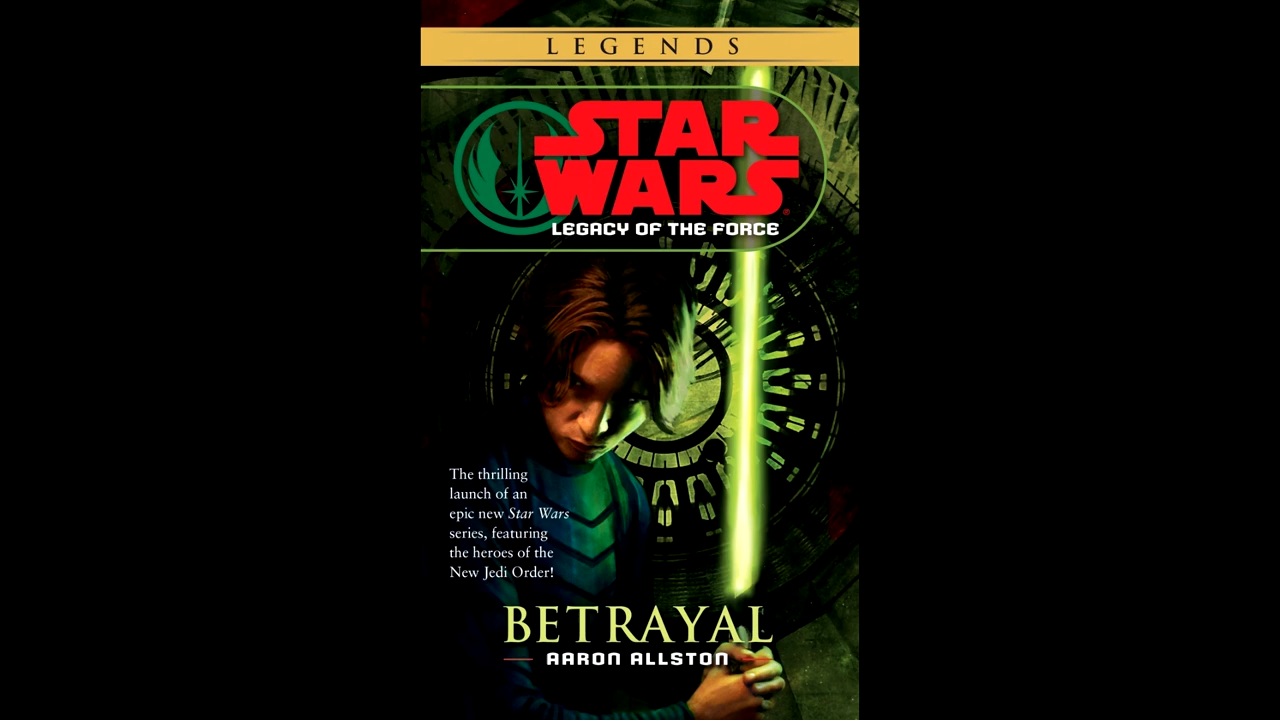 LEGENDS
STAR
WARS®
LEGACY OF THE FORCE
The thrilling
launch of an
epic new Star Wars
series, featuring
the heroes of the
New Jedi Order!
BETRAYAL
AARON ALLSTON